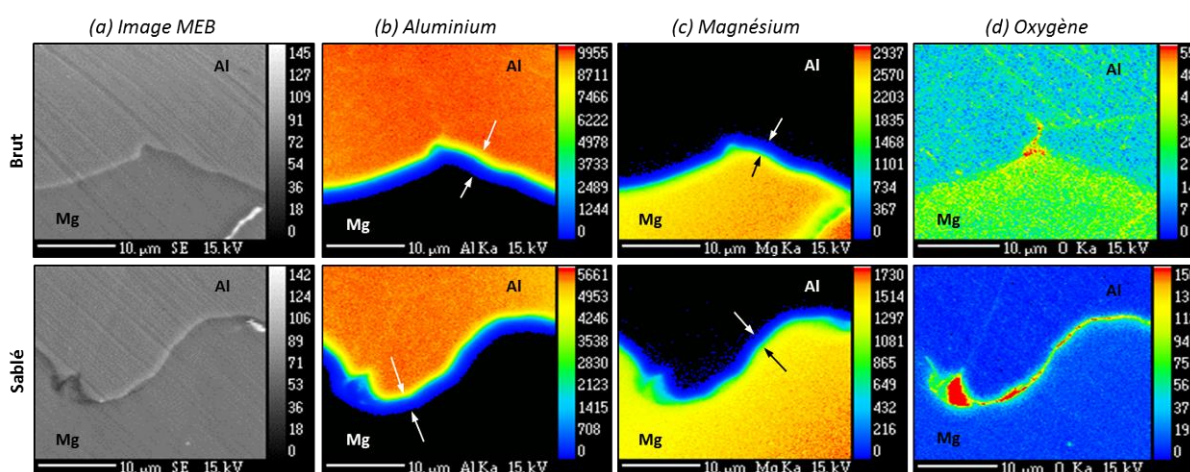 (a) Image MEB (b) Aluminium (c) Magnésium (d) Oxygène
Brut
Al
Mg
10. μm SE 15. kV
145
127
109
91
72
54
36
18
0
Al
Mg
10. μm Al Ka 15. kV
9955
8711
7466
6222
4978
3733
2489
1244
0
Al
Mg
10. μm Mg Ka 15. kV
2937
2570
2203
1835
1468
1101
734
367
0
Al
Mg
10. μm O Ka 15. kV
Sablé
Al
Mg
10. μm SE 15. kV
142
124
106
89
71
53
36
18
0
Al
Mg
10. μm Al Ka 15. kV
5661
4953
4246
3538
2830
2123
1415
708
0
Al
Mg
10. μm Mg Ka 15. kV
1730
1514
1297
1081
865
649
432
216
0
Al
Mg
10. μm O Ka 15. kV